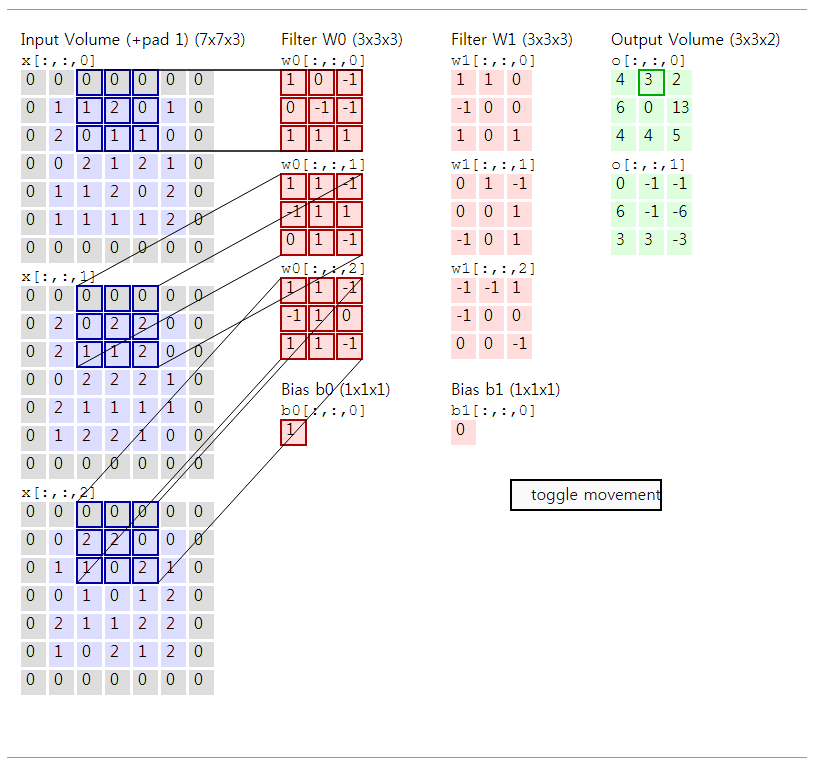 Input Volume (+pad 1) (7x7x3)
x[:,:,0]
0 0 0 0 0 0 0
0 1 1 2 0 1 0
0 2 0 1 1 0 0
0 0 2 1 2 1 0
0 1 1 2 0 2 0
0 1 1 1 1 2 0
0 0 0 0 0 0 0
x[:,:,1]
0 0 0 0 0 0 0
0 2 0 2 2 0 0
0 2 1 1 2 0 0
0 0 2 2 2 1 0
0 2 1 1 1 1 0
0 1 2 2 1 0 0
0 0 0 0 0 0 0
x[:,:,2]
0 0 0 0 0 0 0
0 0 2 2 0 0 0
0 1 1 0 2 1 0
0 0 1 0 1 2 0
0 2 1 1 2 2 0
0 1 0 2 1 2 0
0 0 0 0 0 0 0
Filter W0 (3x3x3)
w0[:,:,0]
1 0 -1
0 -1 -1
1 1 1
w0[:,:,1]
1 1 -1
-1 1 1
0 1 -1
w0[:,:,2]
1 1 -1
-1 1 0
1 1 -1
Bias b0 (1x1x1)
b0[:,:,0]
1
Filter W1 (3x3x3)
w1[:,:,0]
1 1 0
-1 0 0
1 0 1
w1[:,:,1]
0 1 -1
0 0 1
-1 0 1
w1[:,:,2]
-1 -1 1
-1 0 0
0 0 -1
Bias b1 (1x1x1)
b1[:,:,0]
0
Output Volume (3x3x2)
o[:,:,0]
4 3 2
6 0 13
4 4 5
o[:,:,1]
0 -1 -1
6 -1 -6
3 3 -3
toggle movement